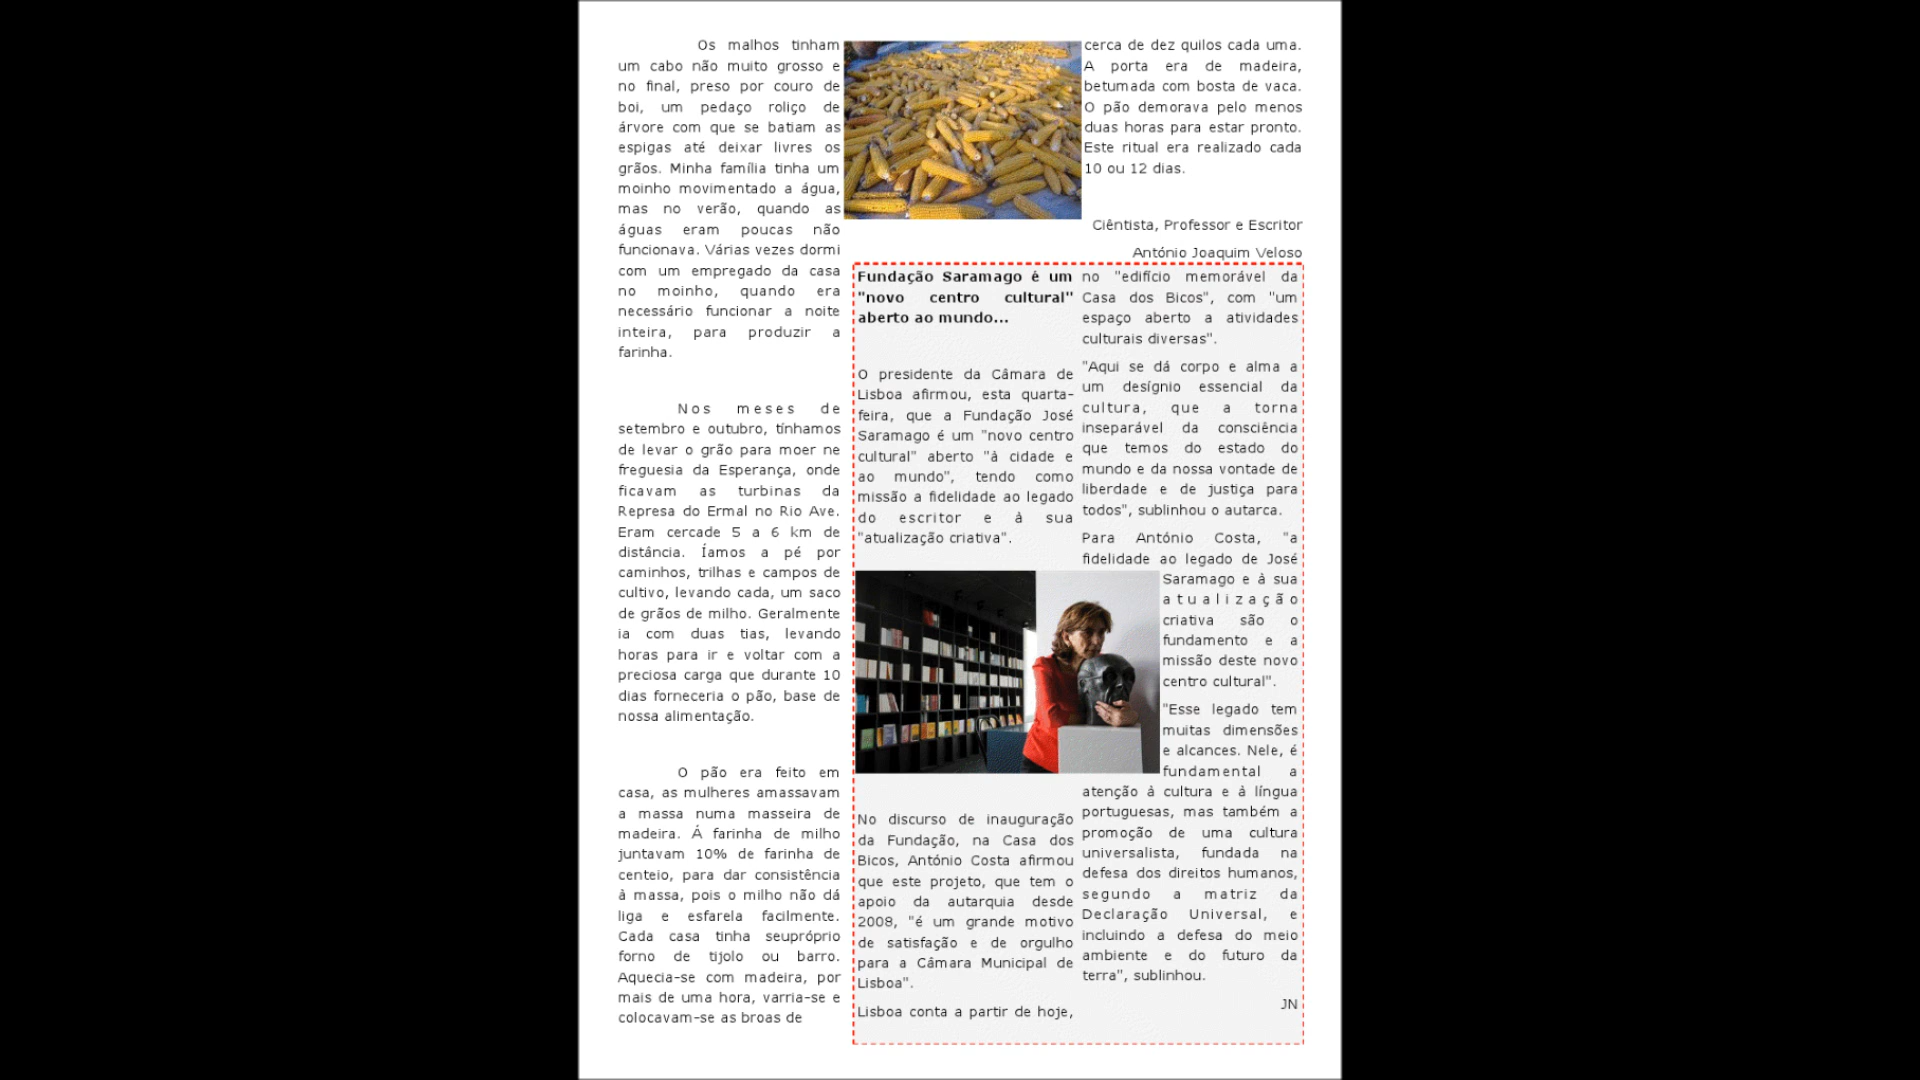 Os malhos tinham
um cabo não muito grosso e
no final, preso por couro de
boi, um pedaço roliço de
árvore com que se batiam as
espigas até deixar livres os
grãos. Minha família tinha um
moinho movimentado a água,
mas no verão, quando as
águas eram poucas não
funcionava. Várias vezes dormi
com um empregado da casa
no moinho, quando era
necessário funcionar a noite
inteira, para produzir a
farinha.
Nos meses de
setembro e outubro, tínhamos
de levar o grão para moer ne
freguesia da Esperança, onde
ficavam as turbinas da
Represa do Ermal no Rio Ave.
Eram cercade 5 a 6 km de
distância. Íamos a pé por
caminhos, trilhas e campos de
cultivo, levando cada, um saco
de grãos de milho. Geralmente
ia com duas tias, levando
horas para ir e voltar com a
preciosa carga que durante 10
dias forneceria o pão, base de
nossa alimentação.
O pão era feito em
casa, as mulheres amassavam
a massa numa masseira de
madeira. Á farinha de milho
juntavam 10% de farinha de
centeio, para dar consistência
à massa, pois o milho não dá
liga e esfarela facilmente.
Cada casa tinha seupróprio
forno de tijolo ou barro.
Aquecia-se com madeira, por
mais de uma hora, varria-se e
colocavam-se as broas de
cerca de dez quilos cada uma.
A porta era de madeira,
betumada com bosta de vaca.
O pão demorava pelo menos
duas horas para estar pronto.
Este ritual era realizado cada
10 ou 12 dias.
Ciêntista, Professor e Escritor
António Joaquim Veloso
Fundação Saramago é um
"novo centro cultural"
aberto ao mundo...
O presidente da Câmara de
Lisboa afirmou, esta quarta-
feira, que a Fundação José
Saramago é um "novo centro
cultural" aberto "à cidade e
ao mundo", tendo como
missão a fidelidade ao legado
do escritor e à sua
"atualização criativa".
No discurso de inauguração
da Fundação, na Casa dos
Bicos, António Costa afirmou
que este projeto, que tem o
apoio da autarquia desde
2008, "é um grande motivo
de satisfação e de orgulho
para a Câmara Municipal de
Lisboa".
Lisboa conta a partir de hoje,
no "edifício memorável da
Casa dos Bicos", com "um
espaço aberto a atividades
culturais diversas".
"Aqui se dá corpo e alma a
um desígnio essencial da
cultura, que a torna
inseparável da consciência
que temos do estado do
mundo e da nossa vontade de
liberdade e de justiça para
todos", sublinhou o autarca.
Para António Costa, "a
fidelidade ao legado de José
Saramago e à sua
atualização
criativa são o
fundamento e a
missão deste novo
centro cultural".
"Esse legado tem
muitas dimensões
e alcances. Nele, é
fundamental a
atenção à cultura e à língua
portuguesas, mas também a
promoção de uma cultura
universalista, fundada na
defesa dos direitos humanos,
segundo a matriz da
Declaração Universal, e
incluindo a defesa do meio
ambiente e do futuro da
terra", sublinhou.
JN